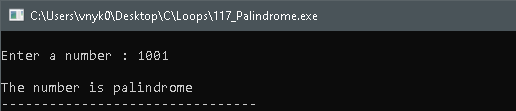 C:\Users\vnyk0\Desktop\C\Loops\117_Palindrome.exe
Enter a number : 1001
The number is palindrome
--------------------------------